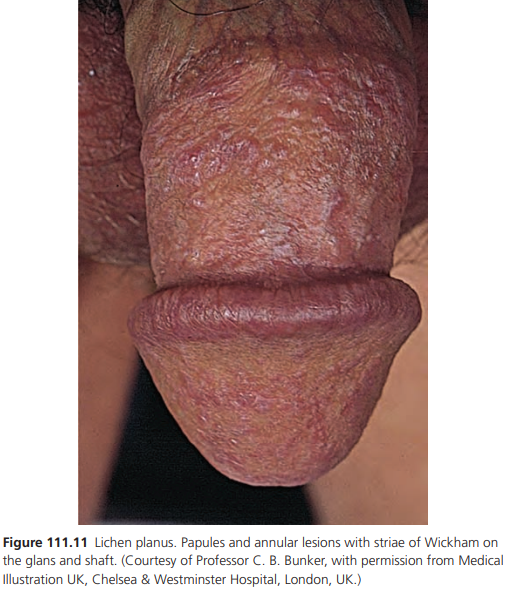 Figure 111.11 Lichen planus. Papules and annular lesions with striae of Wickham on
the glans and shaft. (Courtesy of Professor C. B. Bunker, with permission from Medical
Illustration UK, Chelsea & Westminster Hospital, London, UK.)